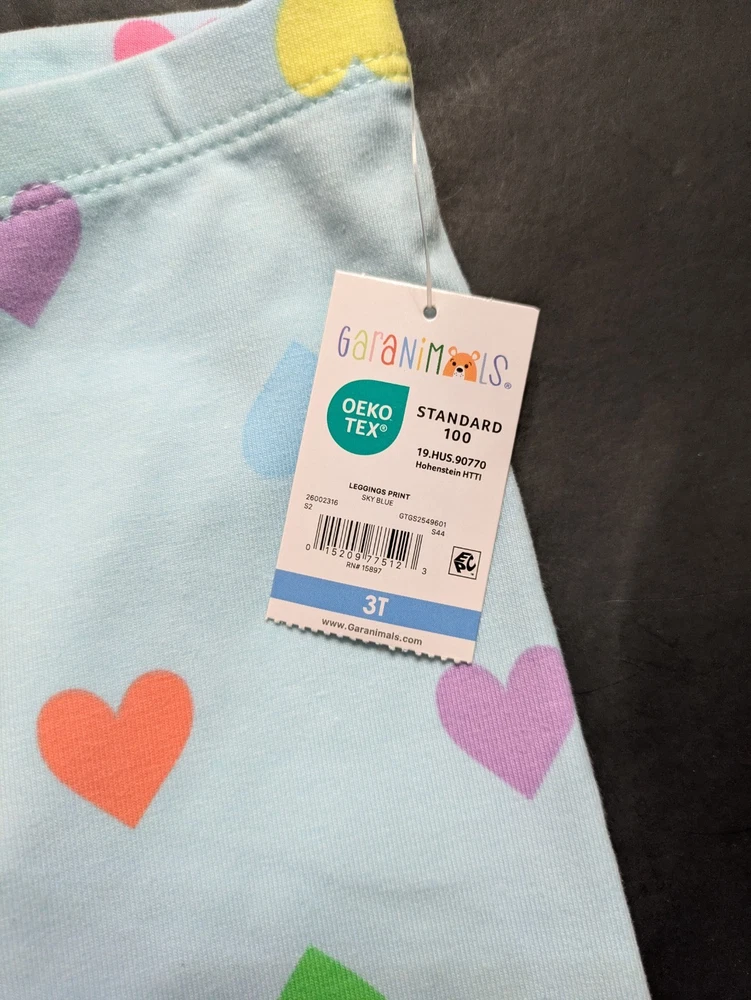 GaraNiMALS®
OEKO
TEX®
STANDARD
100
19.HUS.90770
Hohenstein HTTI
LEGGINGS PRINT
SKY BLUE
26002316
S2
GTGS2549601
S44
0 15209 77512 3
RN# 15897
EPC
3T
www.Garanimals.com